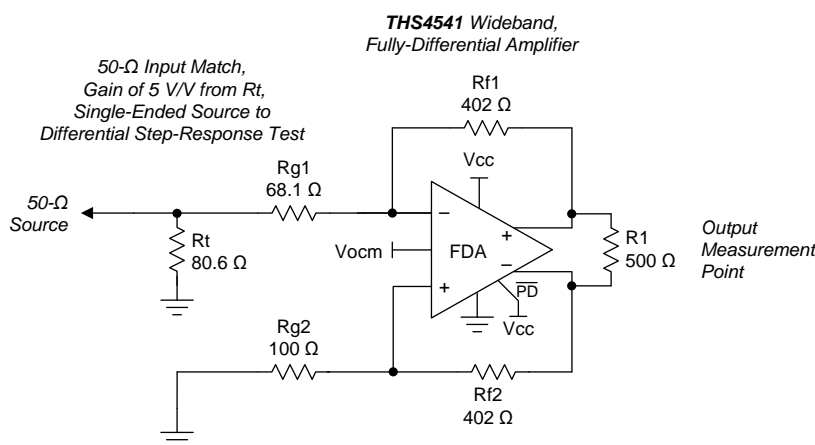 THS4541 Wideband,
Fully-Differential Amplifier
50-Ω Input Match,
Gain of 5 V/V from Rt,
Single-Ended Source to
Differential Step-Response Test
Rf1
402 Ω
Vcc
Rg1
68.1 Ω
50-Ω
Source
Rt
80.6 Ω
Vocm
−
+
FDA
+
−
R1
500 Ω
Output
Measurement
Point
PD
Vcc
Rg2
100 Ω
Rf2
402 Ω